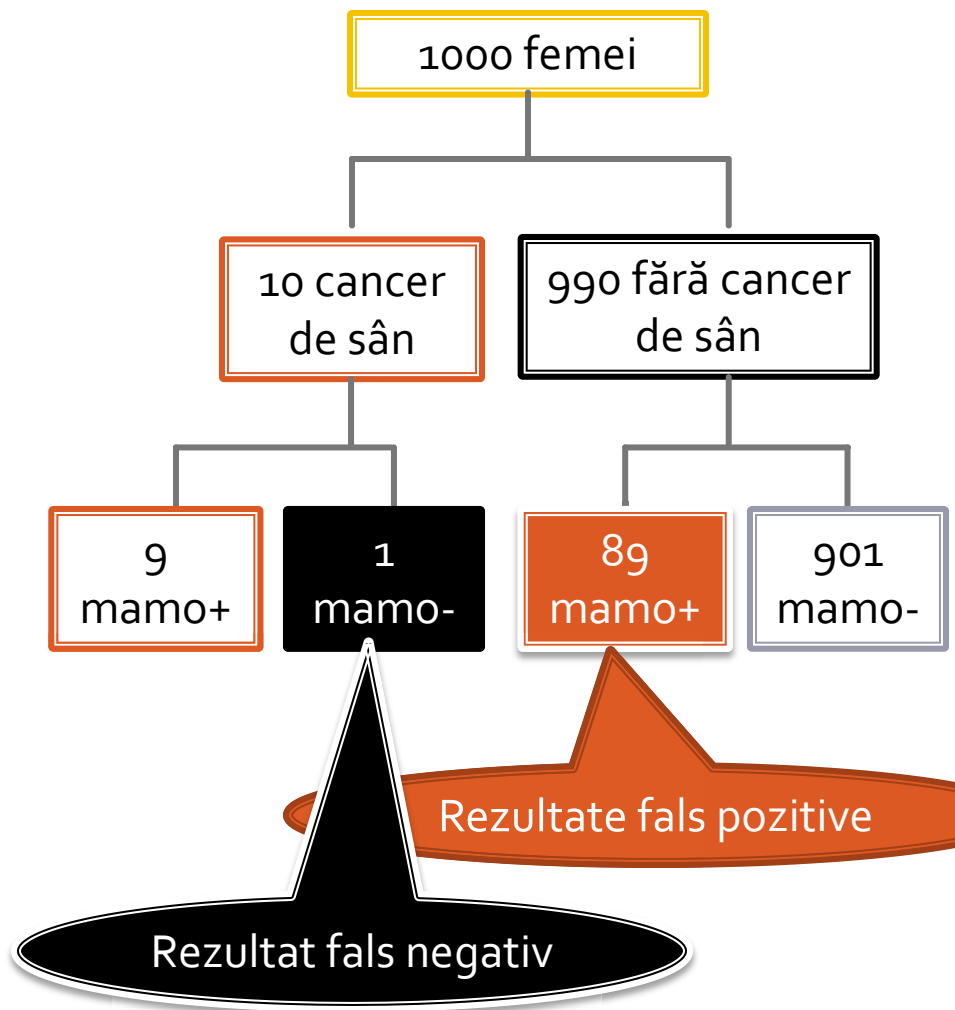 1000 femei
10 cancer
de sân
990 fără cancer
de sân
9
mamo+
1
mamo-
89
mamo+
901
mamo-
Rezultate fals pozitive
Rezultat fals negativ